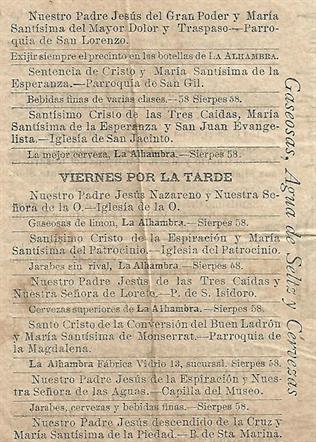 Nuestro Padre Jesús del Gran Poder y María
Santísima del Mayor Dolor y Traspaso—Parro-
quia de San Lorenzo.
Exijir siempre el precinto en las botellas de LA ALHAMBRA.
Sentencia de Cristo y María Santísima de la
Esperanza.—Parroquia de San Gil.
Bebidas finas de varias clases.—58 Sierpes 58.
Santísimo Cristo de las Tres Caídas, María
Santísima de la Esperanza y San Juan Evange-
lista.—Iglesia de San Jacinto.
La mejor cerveza, La Alhambra.—Sierpes 58.
VIERNES POR LA TARDE
Nuestro Padre Jesús Nazareno y Nuestra Se-
ñora de la O.—Iglesia de la O.
Gaseosas de limon, La Alhambra.—Sierpes 58.
Santísimo Cristo de la Espiración y María
Santísima del Patrocinio.—Iglesia del Patrocinio.
Jarabes sin rival, La Alhambra—Sierpes 58.
Nuestro Padre Jesús de las Tres Caídas y
Nuestra Señora de Loreto.—P. de S. Isidoro.
Cervezas superiores de La Alhambra.—Sierpes 58.
Santo Cristo de la Conversión del Buen Ladrón
y María Santísima de Monserrat.—Parroquia de
la Magdalena.
La Alhambra Fábrica Vidrio 13, sucursal. Sierpes 58.
Nuestro Padre Jesús de la Espiración y Nues-
tra Señora de las Aguas.—Capilla del Museo.
Jarabes, cervezas y bebidas finas.—Sierpes 58.
Nuestro Padre Jesús descendido de la Cruz y
María Santísima de la Piedad.—B. de Sta. Marina.
Gaseosas, Agua de Seltz y Cervezas